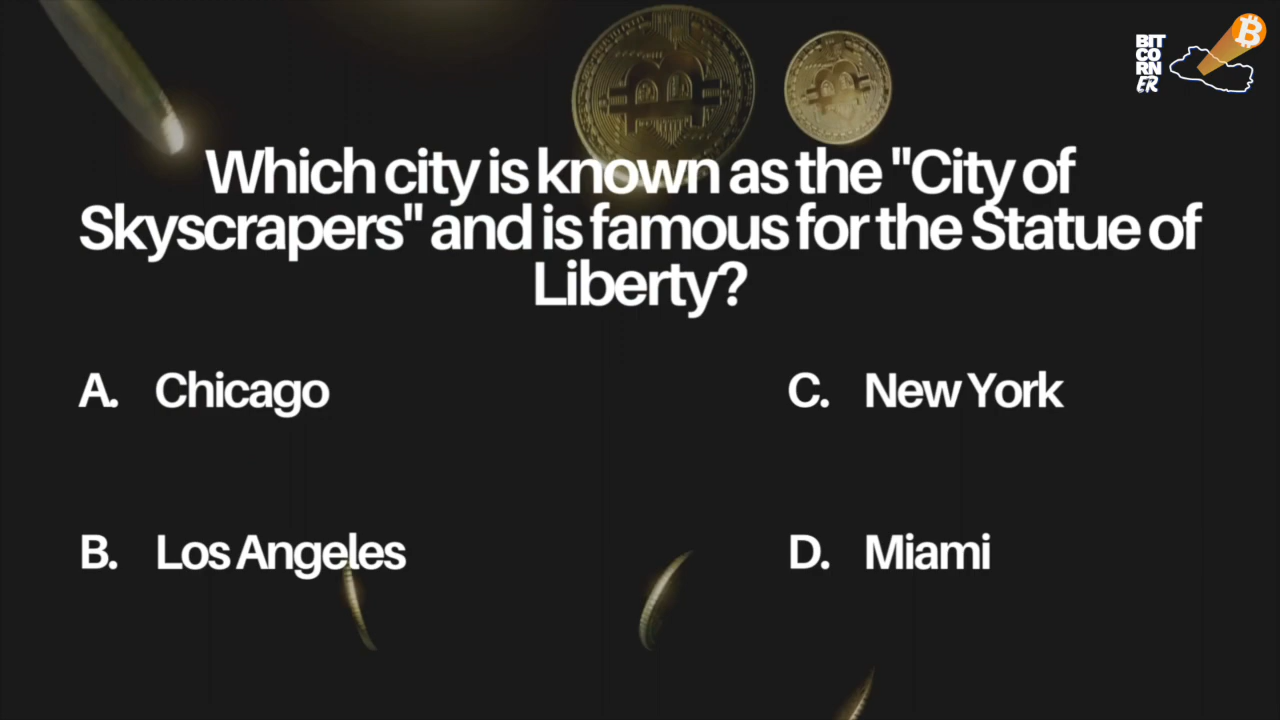 BIT
CO
RN
ER
Which city is known as the "City of
Skyscrapers" and is famous for the Statue of
Liberty?
A. Chicago
B. Los Angeles
C. New York
D. Miami